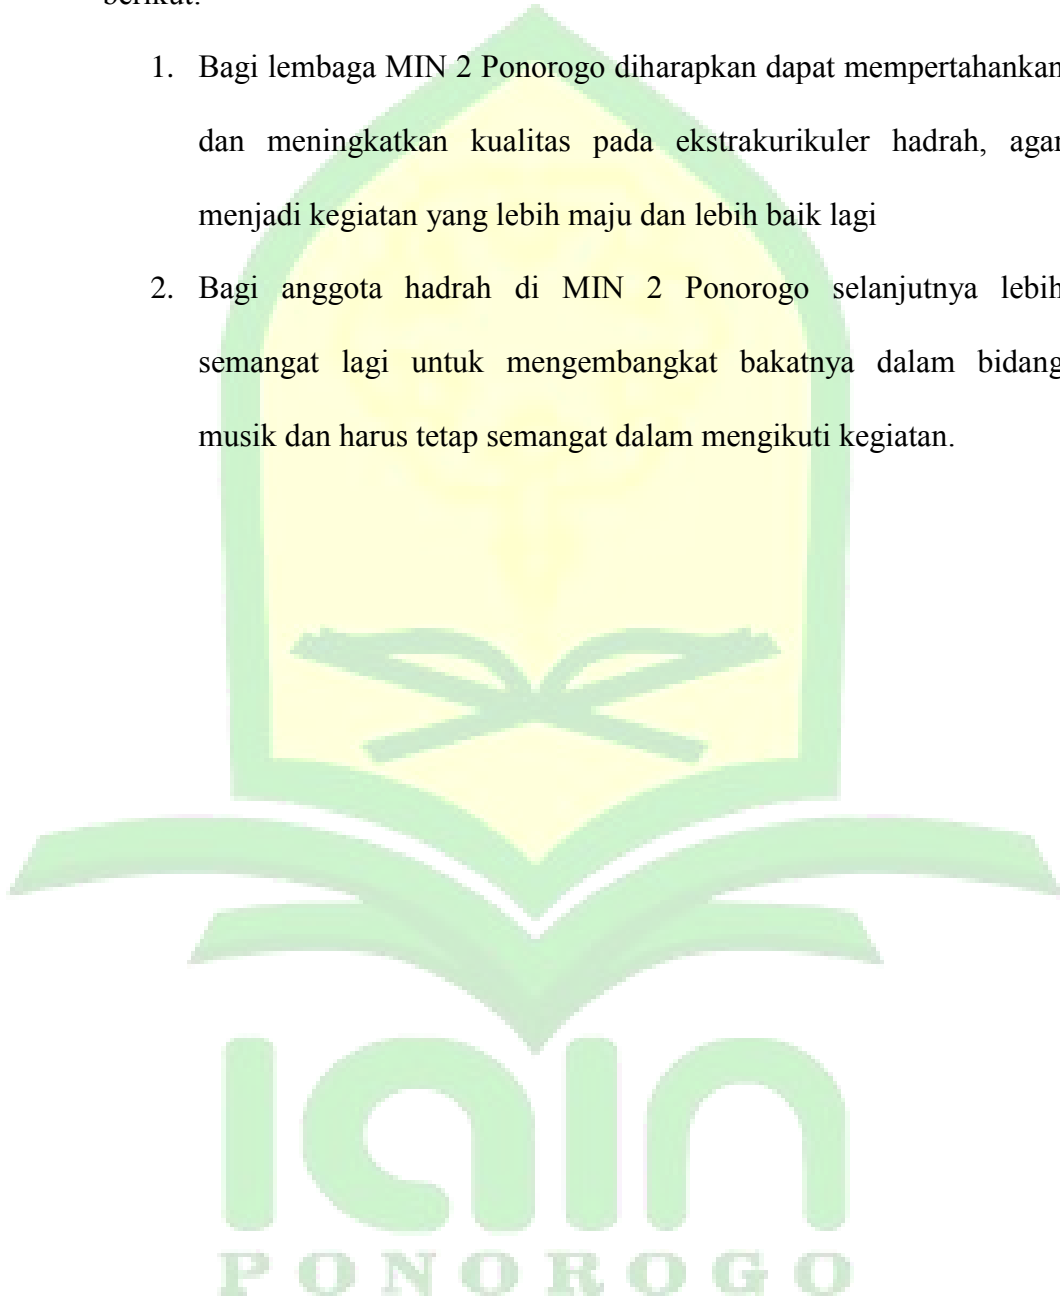 berikut:
1. Bagi lembaga MIN 2 Ponorogo diharapkan dapat mempertahankan
dan meningkatkan kualitas pada ekstrakurikuler hadrah, agar
menjadi kegiatan yang lebih maju dan lebih baik lagi
2. Bagi anggota hadrah di MIN 2 Ponorogo selanjutnya lebih
semangat lagi untuk mengembangkat bakatnya dalam bidang
musik dan harus tetap semangat dalam mengikuti kegiatan.
IAIN
PONOROGO